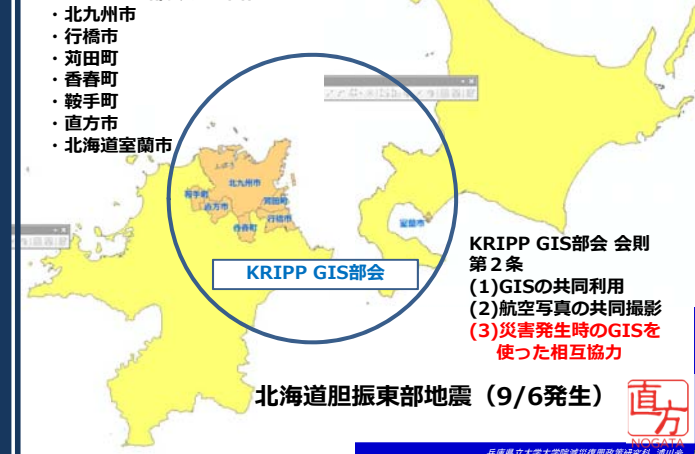 ・北九州市
・行橋市
・苅田町
・香春町
・鞍手町
・直方市
・北海道室蘭市
北九州市
鞍手町
直方市
苅田町
行橋市
香春町
室蘭市
KRIPP GIS部会
KRIPP GIS部会 会則
第２条
(1)GISの共同利用
(2)航空写真の共同撮影
(3)災害発生時のGISを
使った相互協力
北海道胆振東部地震（9/6発生）
直方
NOGATA
兵庫県立大学大学院減災復興政策研究科